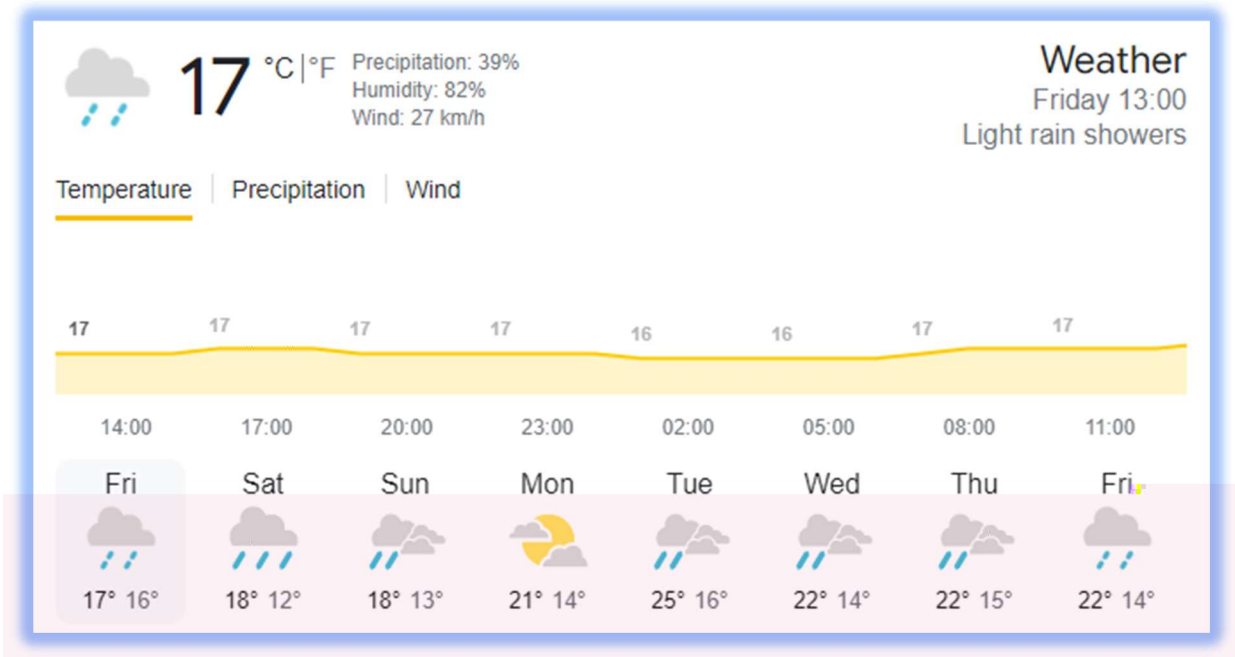 17 °C | °F
Precipitation: 39%
Humidity: 82%
Wind: 27 km/h
Weather
Friday 13:00
Light rain showers
Temperature Precipitation Wind
17 17 17 17 16 16 17 17
14:00 17:00 20:00 23:00 02:00 05:00 08:00 11:00
Fri Sat Sun Mon Tue Wed Thu Fri
17° 16° 18° 12° 18° 13° 21° 14° 25° 16° 22° 14° 22° 15° 22° 14°